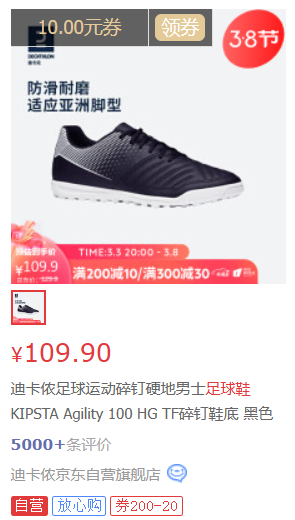 10.00元券 领券
3·8节
DECATHLON
防滑耐磨
适应亚洲脚型
预估到手价
¥109.9
TIME:3.3 20:00 - 3.8
满200减10/满300减30
¥109.90
迪卡侬足球运动碎钉硬地男士足球鞋
KIPSTA Agility 100 HG TF碎钉鞋底 黑色
5000+条评价
迪卡侬京东自营旗舰店
自营 放心购 券200-20